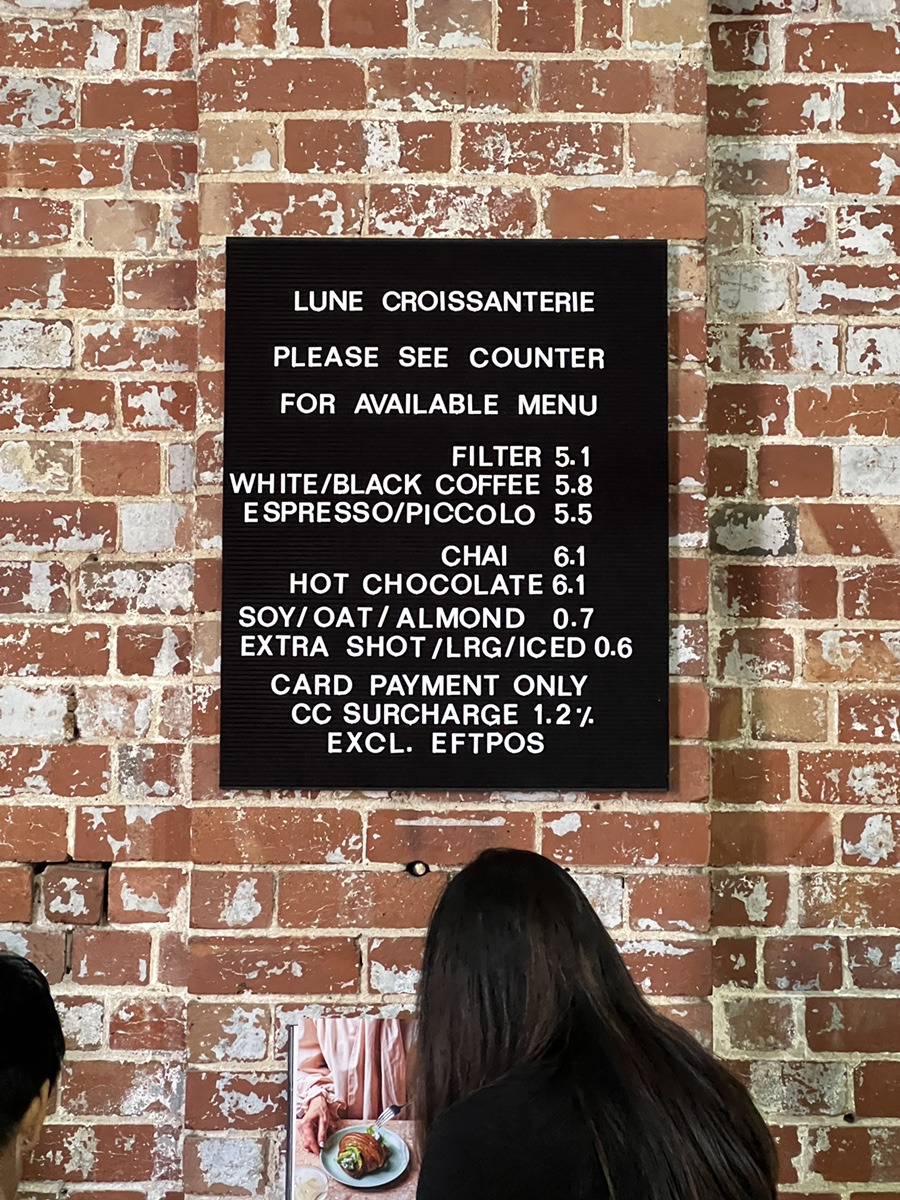 LUNE CROISSANTERIE
PLEASE SEE COUNTER
FOR AVAILABLE MENU
FILTER 5.1
WHITE/BLACK COFFEE 5.8
ESPRESSO/PICCOLO 5.5
CHAI 6.1
HOT CHOCOLATE 6.1
SOY/OAT/ALMOND 0.7
EXTRA SHOT/LRG/ICED 0.6
CARD PAYMENT ONLY
CC SURCHARGE 1.2%
EXCL. EFTPOS